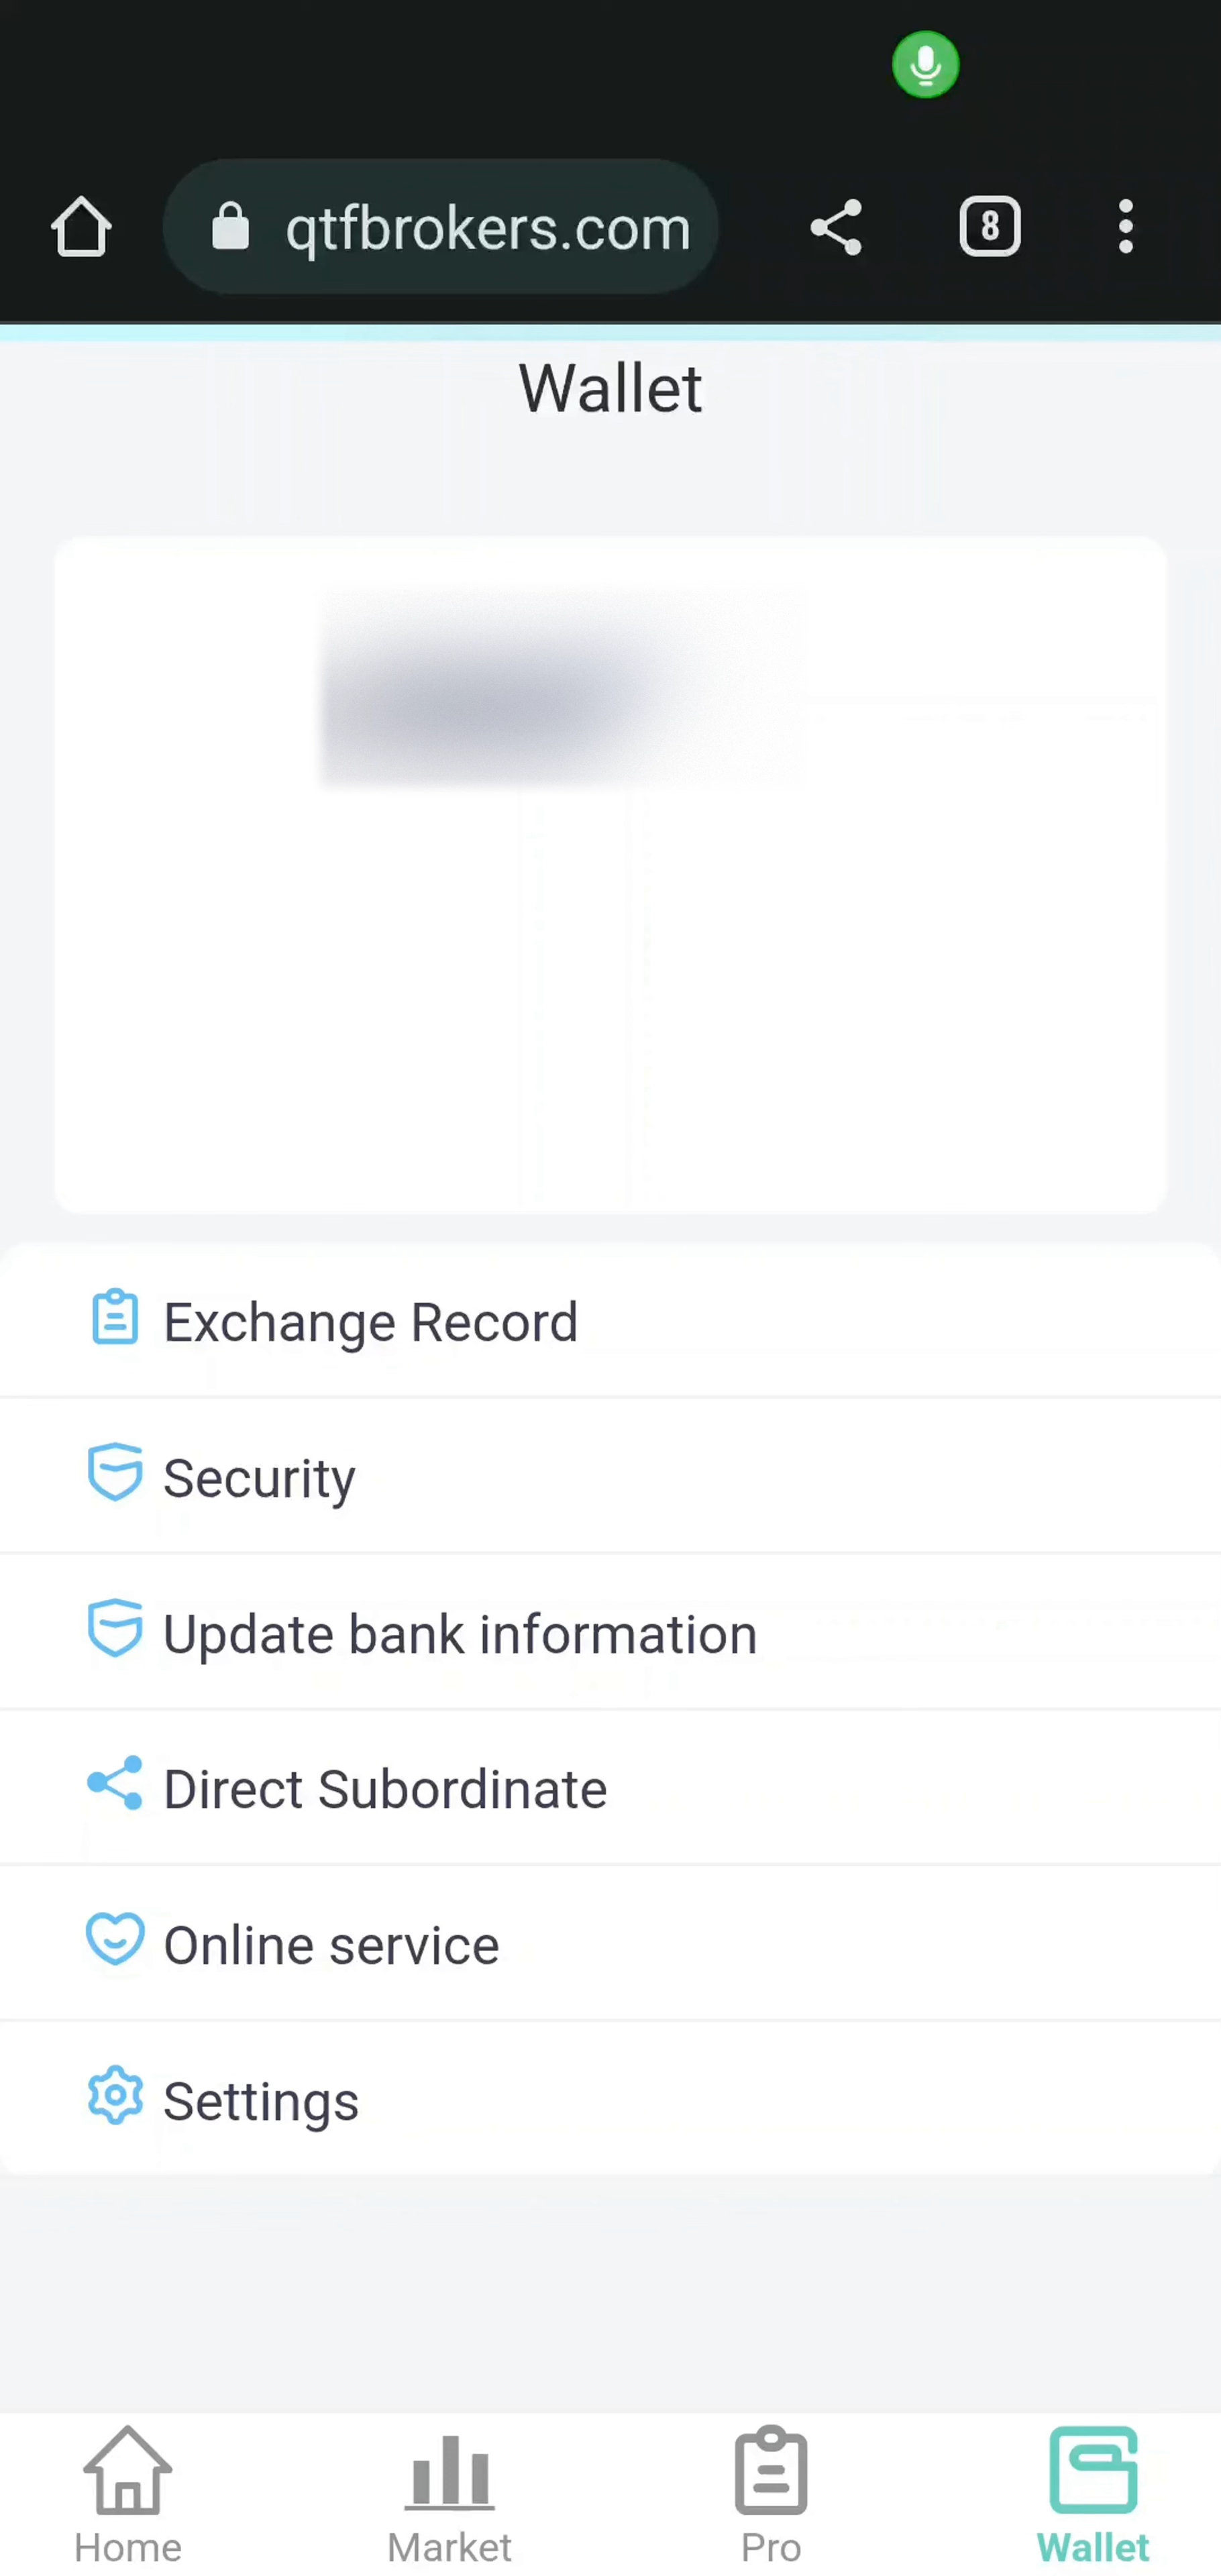 qtfbrokers.com
8
Wallet
Exchange Record
Security
Update bank information
Direct Subordinate
Online service
Settings
Home
Market
Pro
Wallet